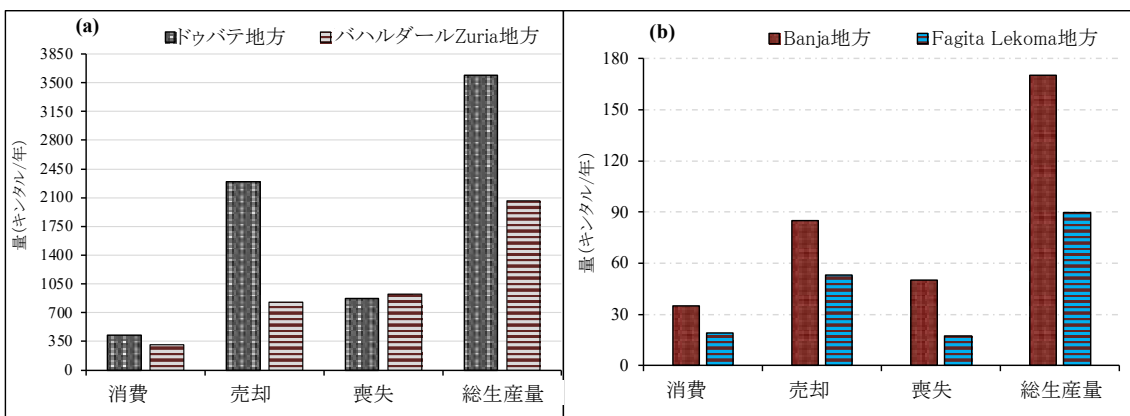 (a)
ドゥバテ地方 バハルダールZuria地方
量(キンタル/年)
3850
3500
3150
2800
2450
2100
1750
1400
1050
700
350
0
消費 売却 喪失 総生産量
(b)
Banja地方 Fagita Lekoma地方
量(キンタル/年)
180
150
120
90
60
30
0
消費 売却 喪失 総生産量